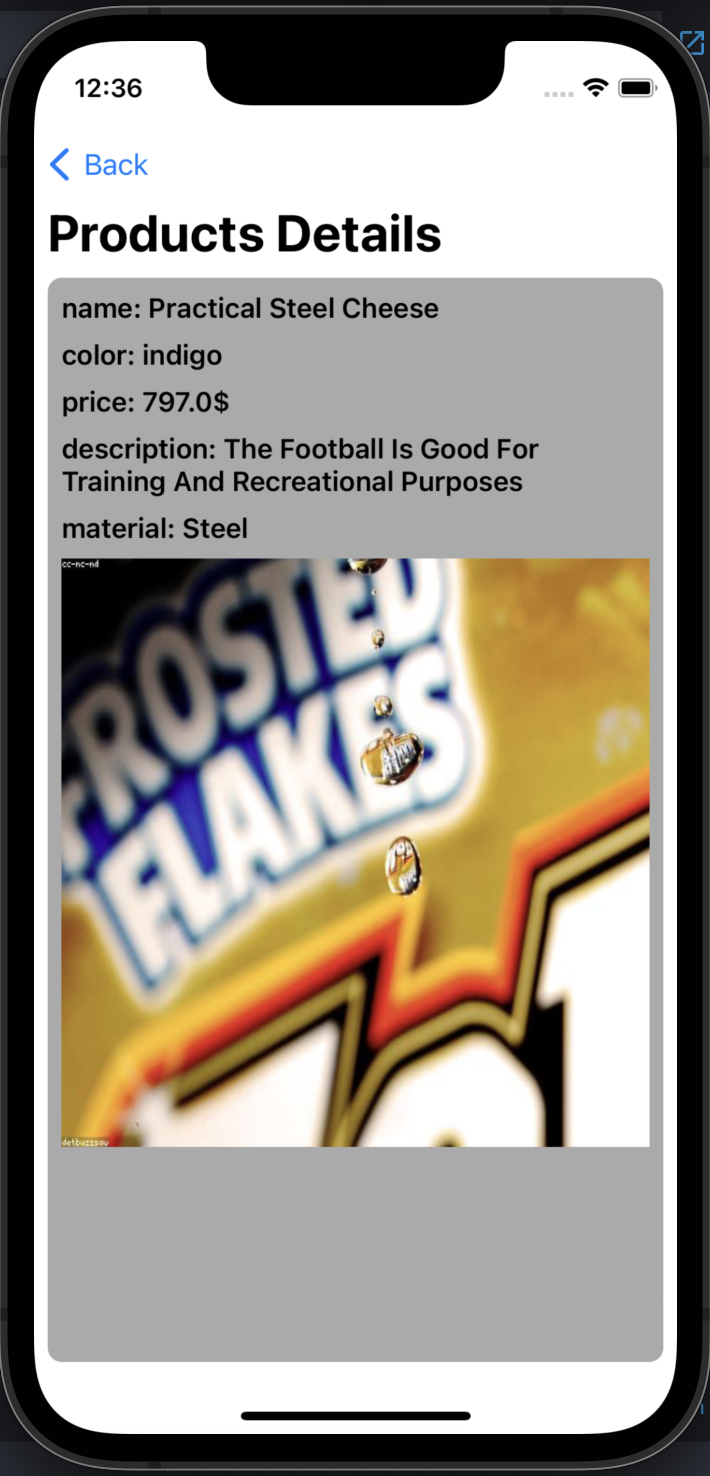 12:36
Back
Products Details
name: Practical Steel Cheese
color: indigo
price: 797.0$
description: The Football Is Good For
Training And Recreational Purposes
material: Steel
cc-nc-nd
FROSTED
FLAKES